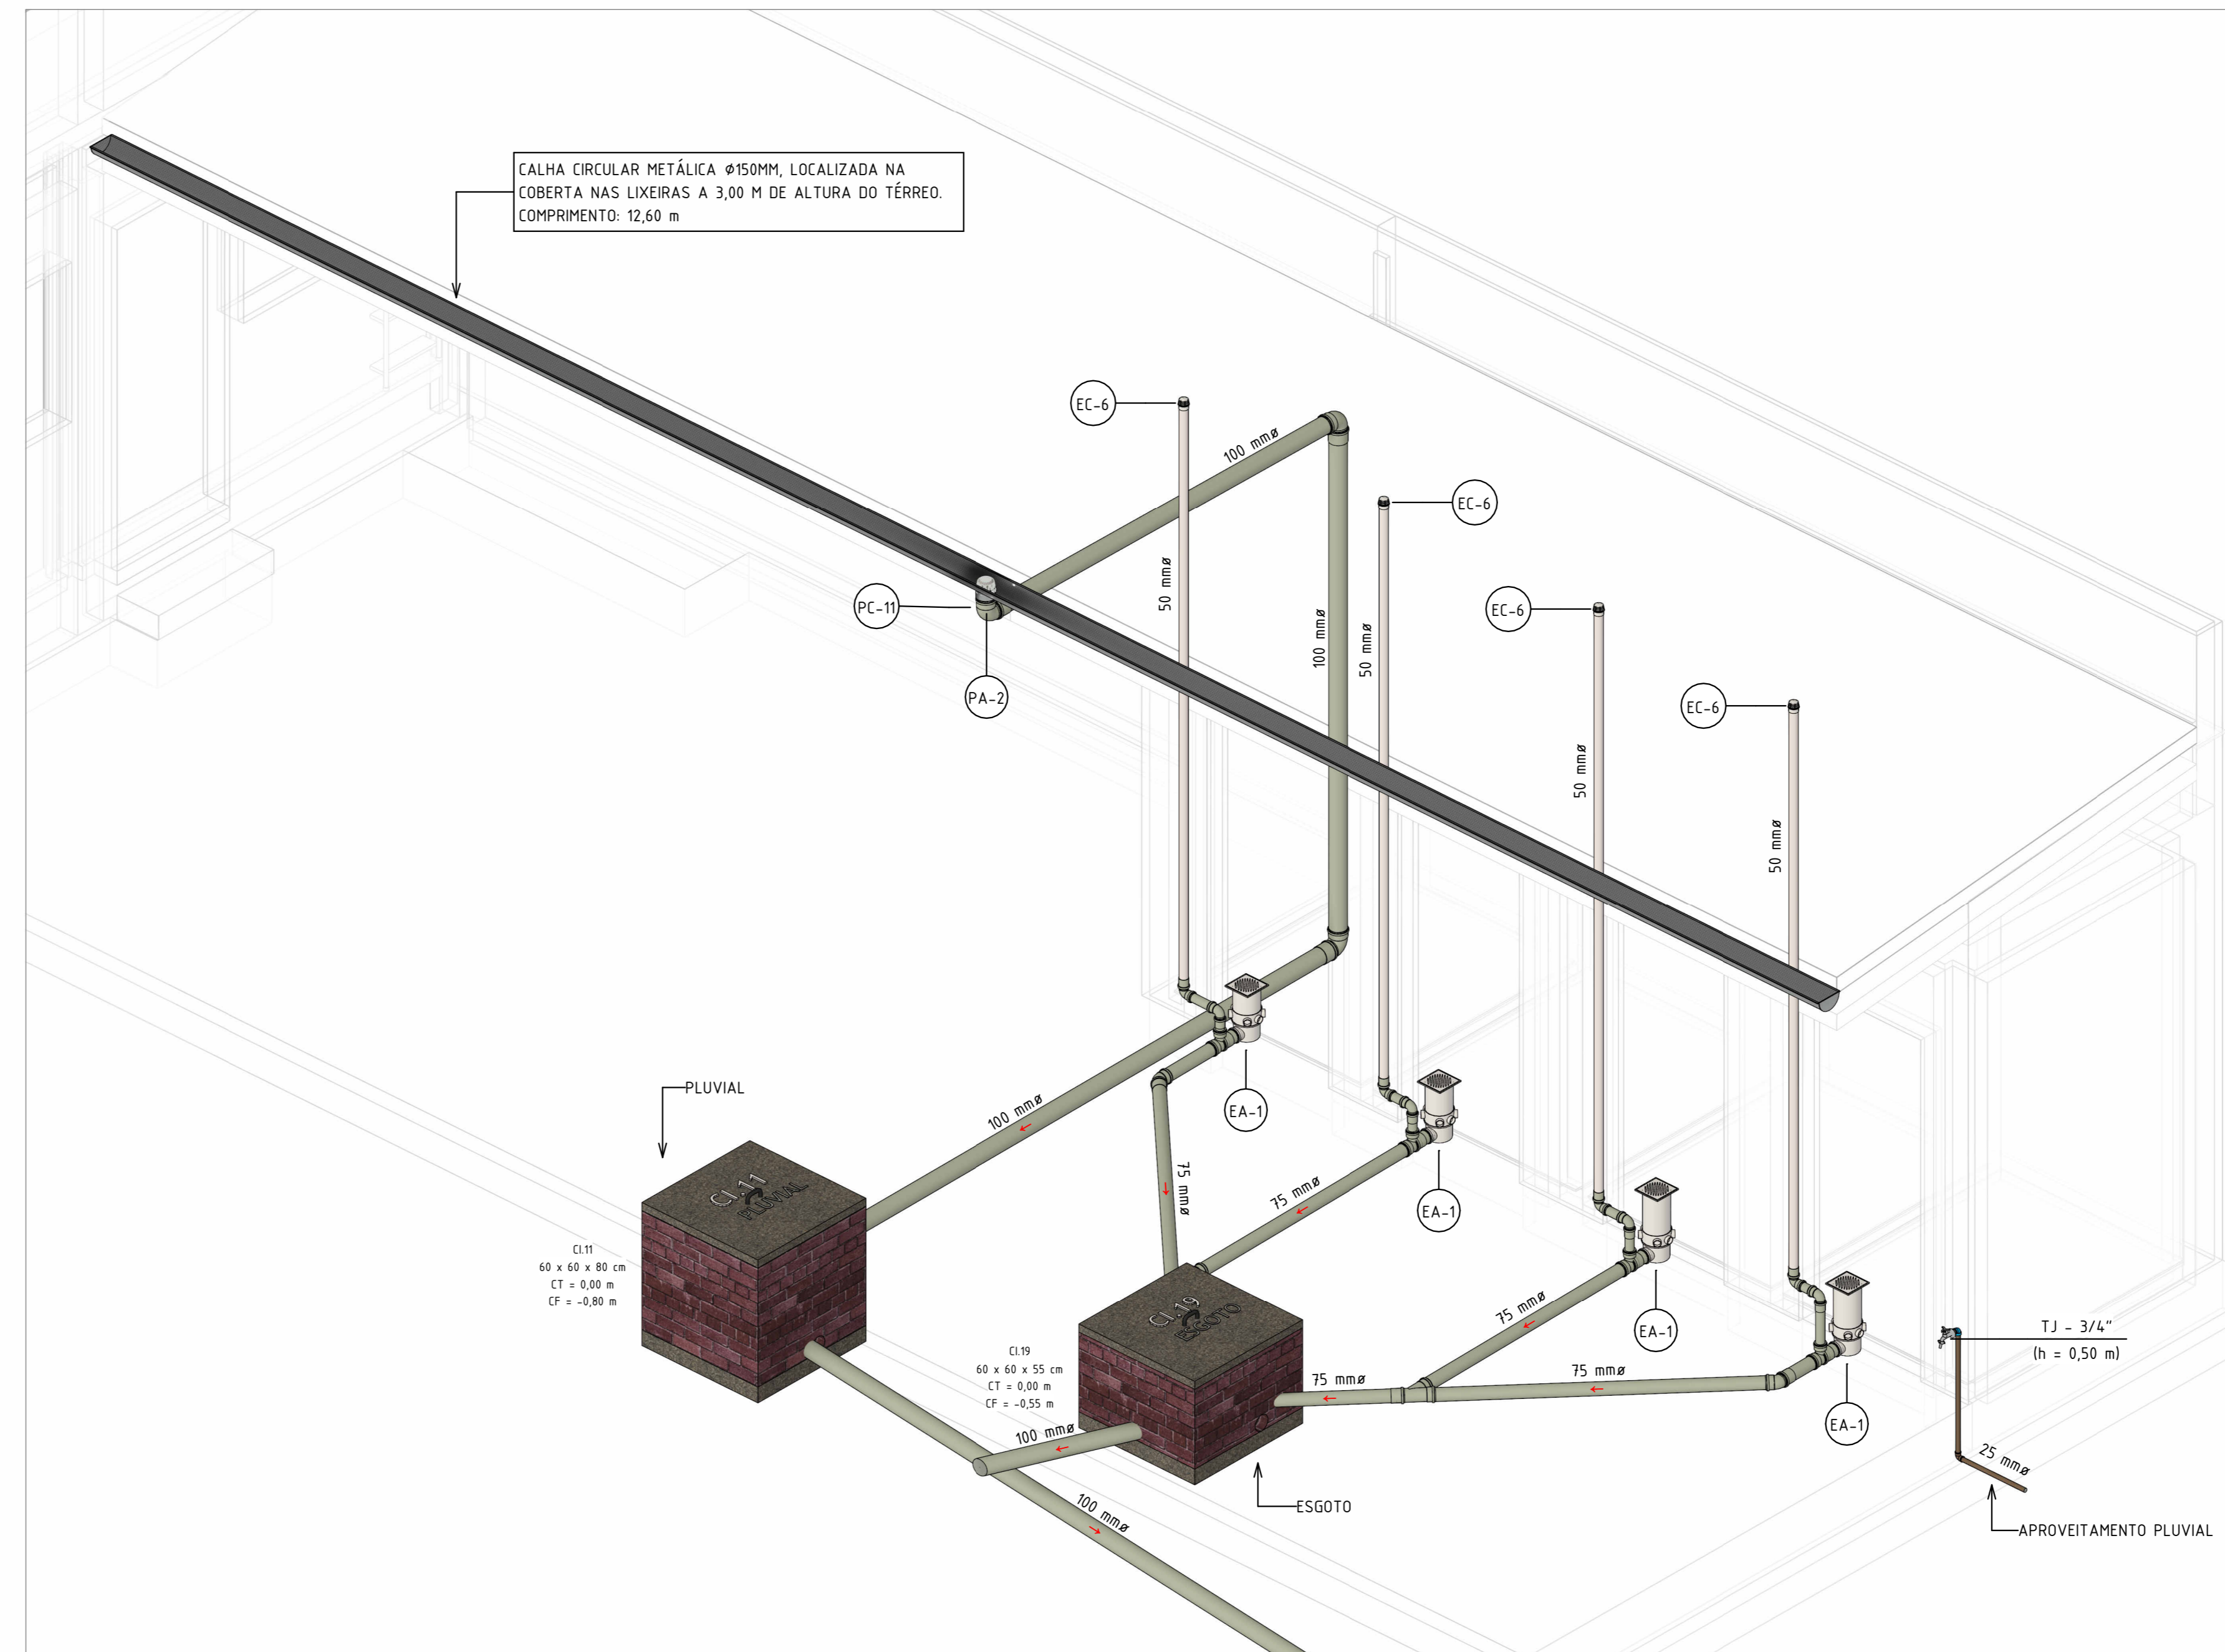 CALHA CIRCULAR METÁLICA Ø150MM, LOCALIZADA NA
COBERTA NAS LIXEIRAS A 3,00 M DE ALTURA DO TÉRREO.
COMPRIMENTO: 12,60 m
EC-6
100 mmø
EC-6
50 mmø
PC-11
EC-6
100 mmø
50 mmø
PA-2
EC-6
50 mmø
50 mmø
PLUVIAL
100 mmø
EA-1
CI.11
PLUVIAL
75 mmø
75 mmø
EA-1
CI.11
60 x 60 x 80 cm
CT = 0,00 m
CF = -0,80 m
CI.19
ESGOTO
75 mmø
EA-1
TJ - 3/4"
(h = 0,50 m)
CI.19
60 x 60 x 55 cm
CT = 0,00 m
CF = -0,55 m
75 mmø
75 mmø
EA-1
100 mmø
25 mmø
100 mmø
ESGOTO
APROVEITAMENTO PLUVIAL